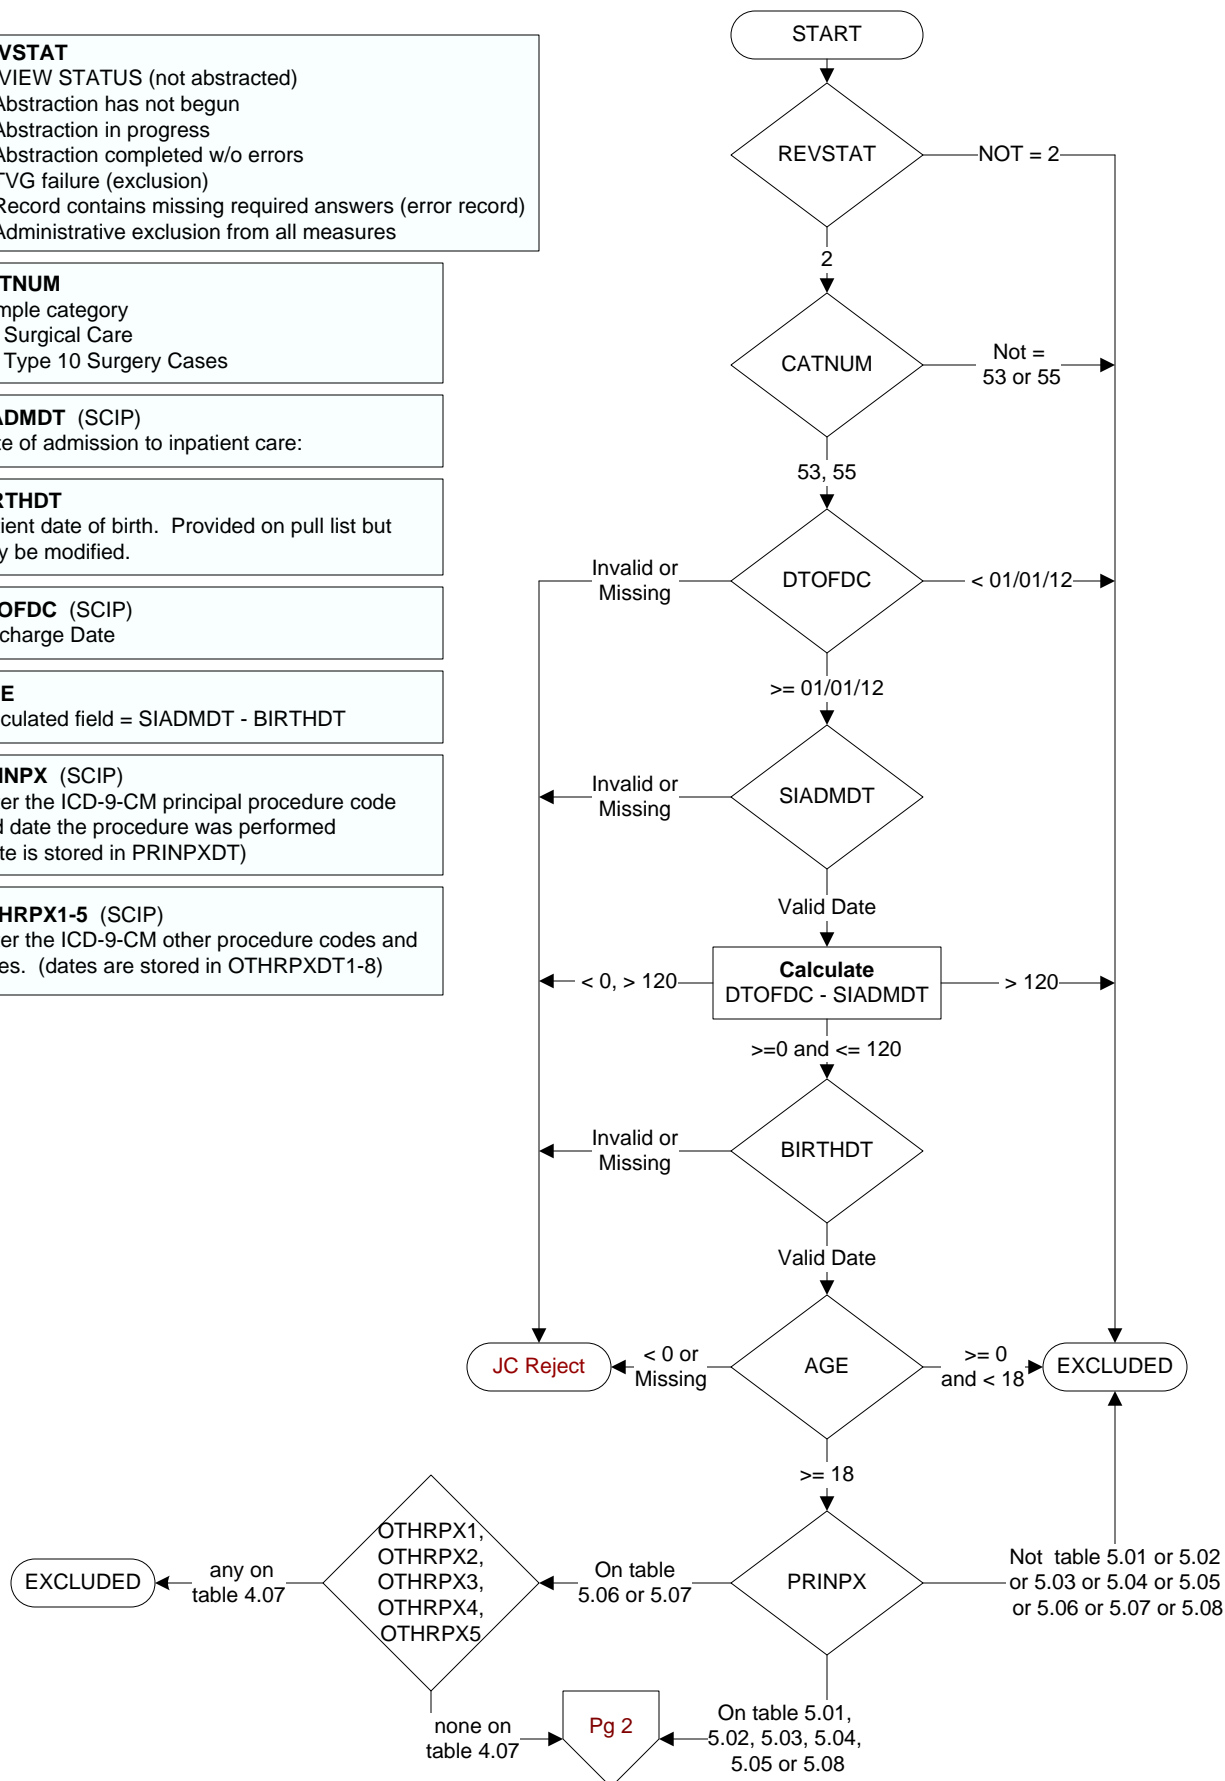 START
VSTAT
VIEW STATUS (not abstracted)
Abstraction has not begun
Abstraction in progress
Abstraction completed w/o errors
TVG failure (exclusion)
Record contains missing required answers (error record)
Administrative exclusion from all measures
REVSTAT
NOT = 2
2
TNUM
mple category
Surgical Care
Type 10 Surgery Cases
CATNUM
Not =
53 or 55
53, 55
ADMDT (SCIP)
te of admission to inpatient care:
RTHDT
tient date of birth. Provided on pull list but
y be modified.
Invalid or
Missing
DTOFDC
< 01/01/12
>= 01/01/12
OFDC (SCIP)
charge Date
E
culated field = SIADMDT - BIRTHDT
INPX (SCIP)
er the ICD-9-CM principal procedure code
d date the procedure was performed
te is stored in PRINPXDT)
Invalid or
Missing
SIADMDT
Valid Date
HRPX1-5 (SCIP)
er the ICD-9-CM other procedure codes and
es. (dates are stored in OTHRPXDT1-8)
< 0, > 120
Calculate
DTOFDC - SIADMDT
> 120
>=0 and <= 120
Invalid or
Missing
BIRTHDT
Valid Date
JC Reject
< 0 or
Missing
AGE
>= 0
and < 18
EXCLUDED
>= 18
EXCLUDED
any on
table 4.07
OTHRPX1,
OTHRPX2,
OTHRPX3,
OTHRPX4,
OTHRPX5
On table
5.06 or 5.07
PRINPX
Not table 5.01 or 5.02
or 5.03 or 5.04 or 5.05
or 5.06 or 5.07 or 5.08
none on
table 4.07
Pg 2
On table 5.01,
5.02, 5.03, 5.04,
5.05 or 5.08